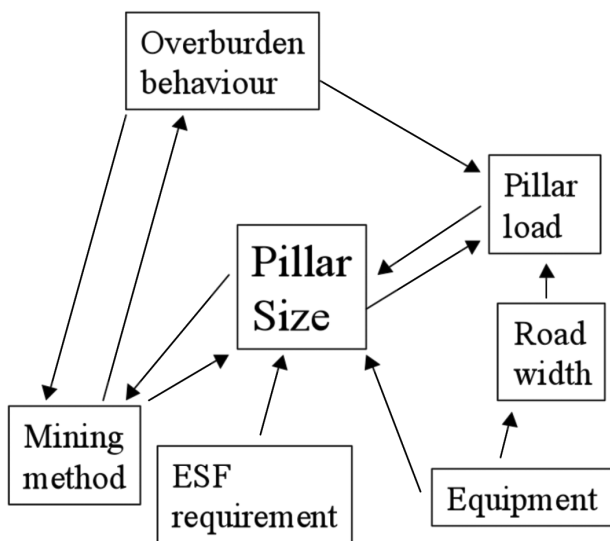 Overburden
behaviour
Pillar
load
Pillar
Size
Road
width
Mining
method
ESF
requirement
Equipment